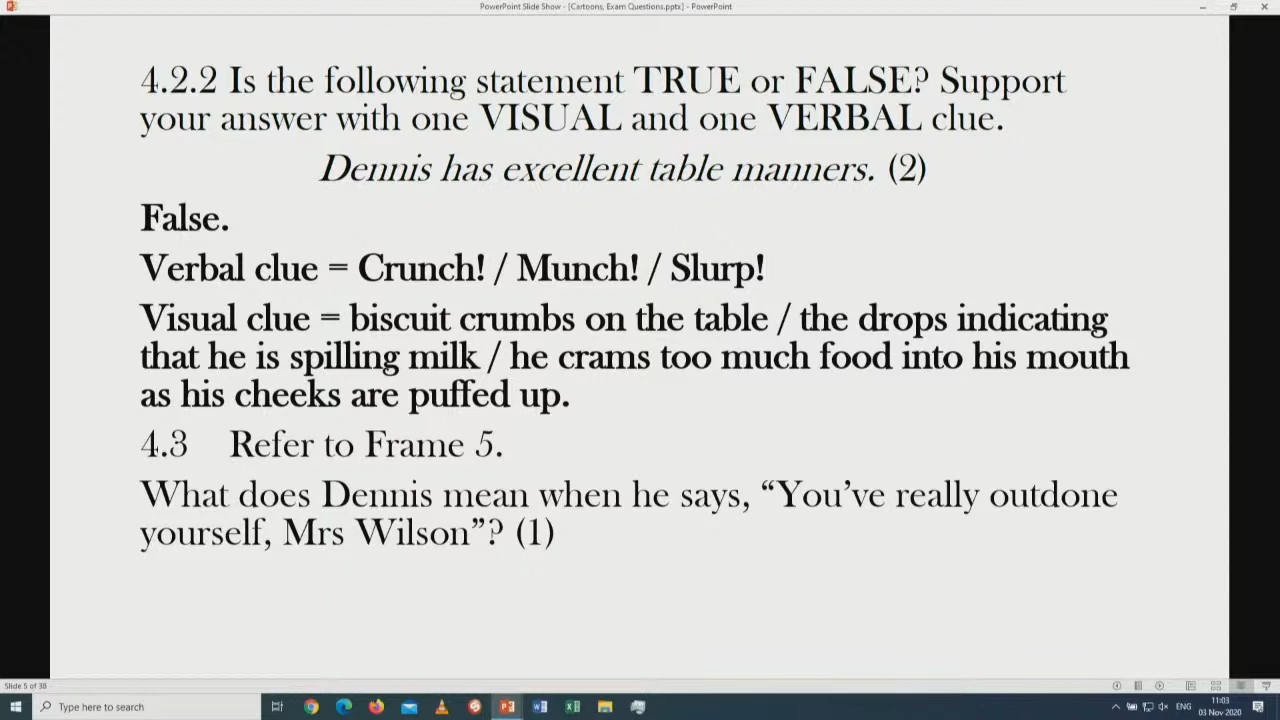 PowerPoint Slide Show - [Cartoons, Exam Questions.pptx] - PowerPoint
4.2.2 Is the following statement TRUE or FALSE? Support
your answer with one VISUAL and one VERBAL clue.
Dennis has excellent table manners. (2)
False.
Verbal clue = Crunch! / Munch! / Slurp!
Visual clue = biscuit crumbs on the table / the drops indicating
that he is spilling milk / he crams too much food into his mouth
as his cheeks are puffed up.
4.3 Refer to Frame 5.
What does Dennis mean when he says, “You’ve really outdone
yourself, Mrs Wilson”? (1)
Slide 5 of 38
Type here to search
ENG
11:03
03 Nov 2020